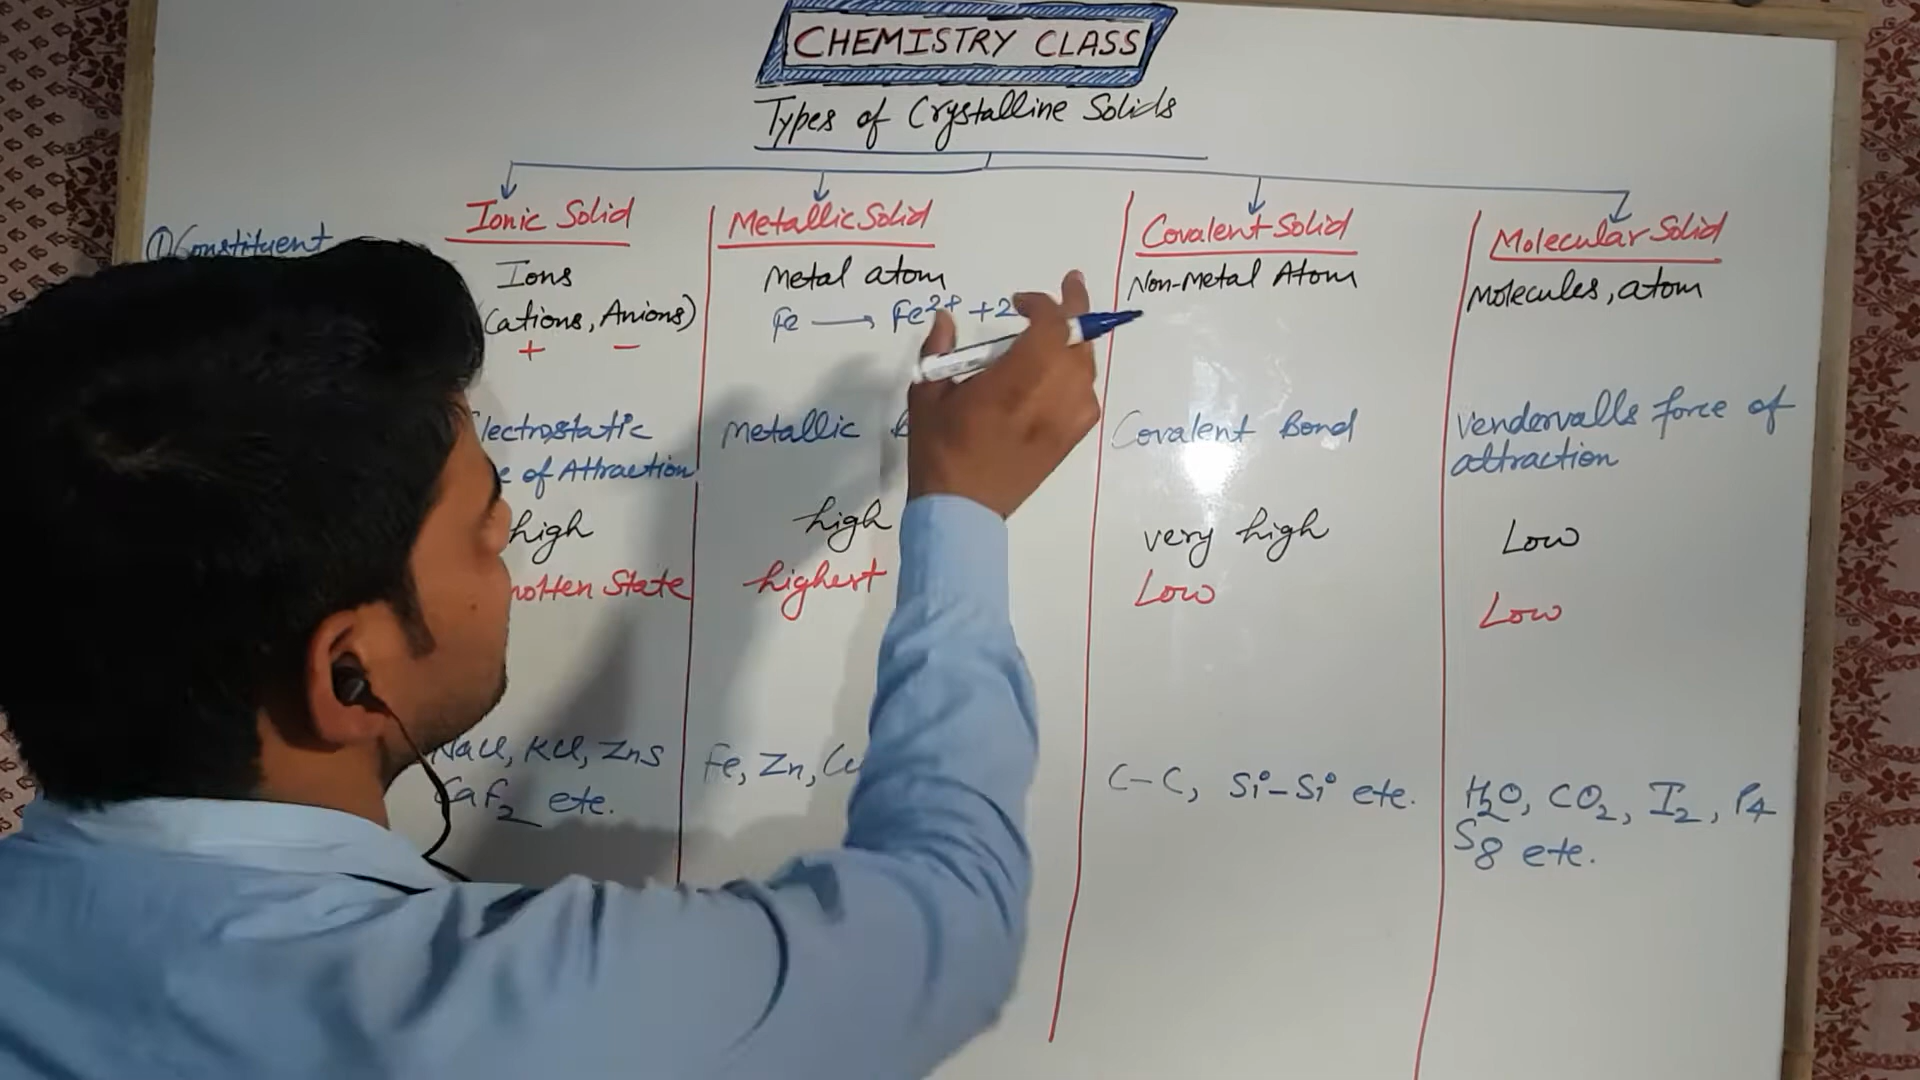 CHEMISTRY CLASS
Types of Crystalline Solids
Ionic Solid
Metallic Solid
Covalent Solid
Molecular Solid
① Constituent
Ions
(Cations, Anions)
+ −
Metal atom
Fe → Fe²⁺ + 2
Non-Metal Atom
Molecules, atom
of Attraction
Metallic
Covalent Bond
Vendervalls force of
attraction
high
high
very high
Low
State
highest
Low
Low
NaCl, KCl, ZnS
CaF₂ etc.
Fe, Zn,
C-C, Si-Si etc.
H₂O, CO₂, I₂, P₄
S₈ etc.